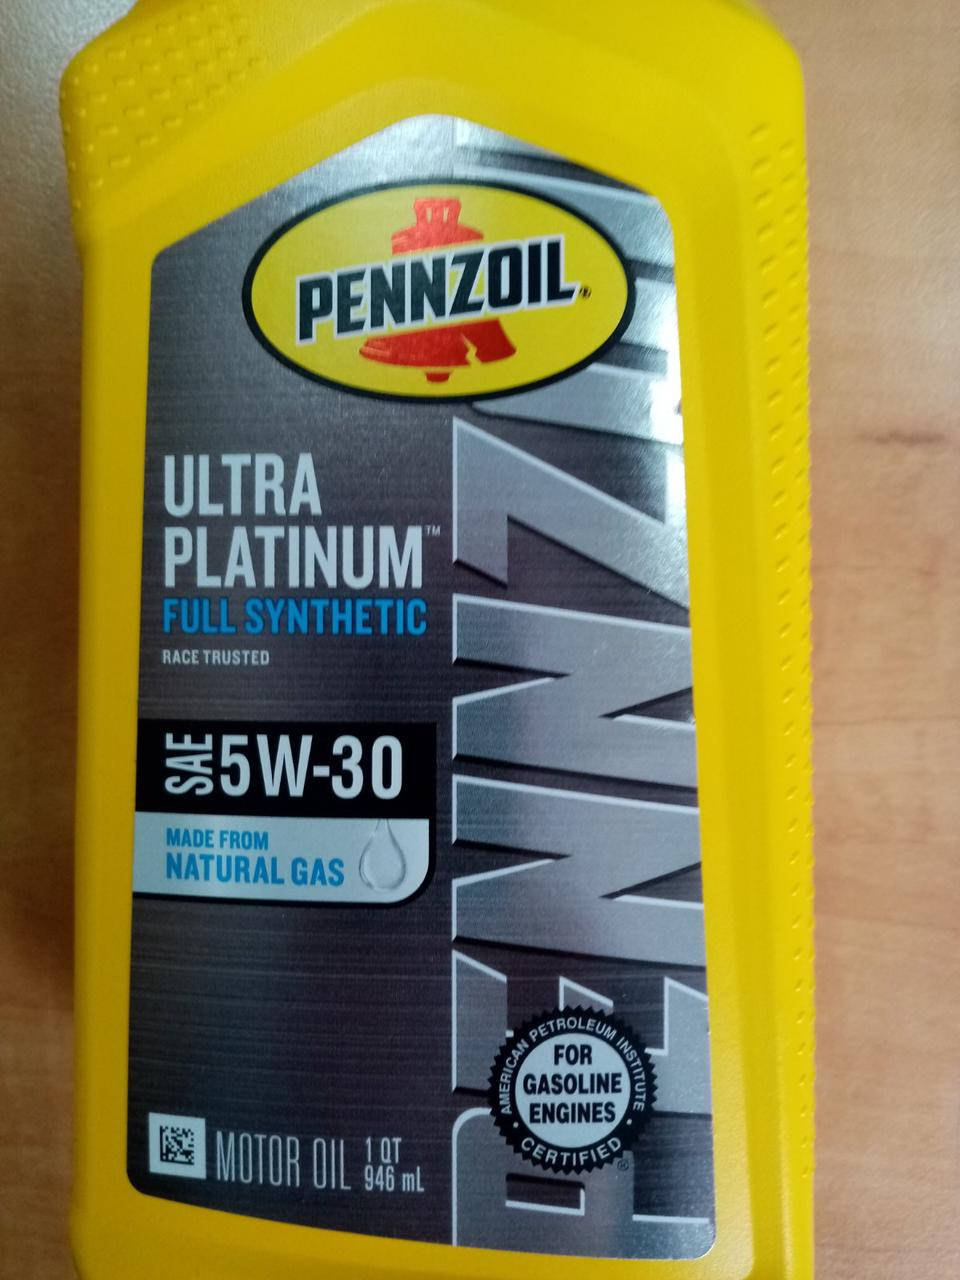 PENNZOIL®
ULTRA
PLATINUM™
FULL SYNTHETIC
RACE TRUSTED
SAE 5W-30
MADE FROM
NATURAL GAS
PENNZOIL
AMERICAN PETROLEUM INSTITUTE
FOR
GASOLINE
ENGINES
CERTIFIED ®
MOTOR OIL 1 QT
946 mL